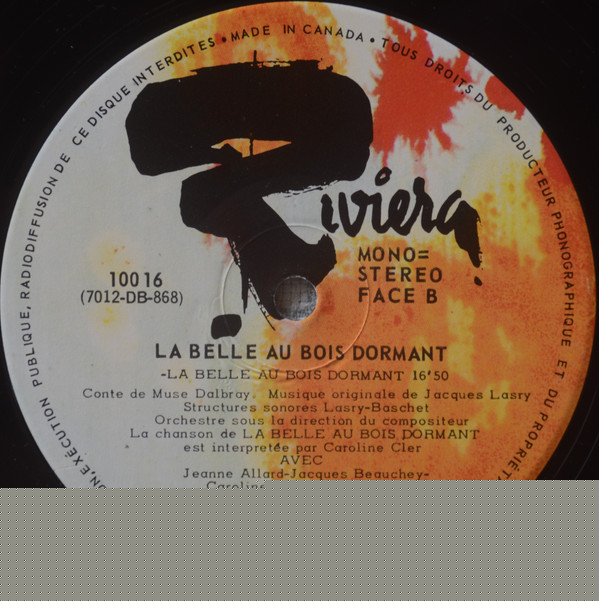 ON EXÉCUTION PUBLIQUE, RADIODIFFUSION DE CE DISQUE INTERDITES • MADE IN CANADA • TOUS DROITS DU PRODUCTEUR PHONOGRAPHIQUE ET DU PROPRIÉTA
Riviera
MONO=
STEREO
FACE B
10016
(7012-DB-868)
LA BELLE AU BOIS DORMANT
-LA BELLE AU BOIS DORMANT 16'50
Conte de Muse Dalbray. Musique originale de Jacques Lasry
Structures sonores Lasry-Baschet
Orchestre sous la direction du compositeur
La chanson de LA BELLE AU BOIS DORMANT
est interpretée par Caroline Cler
AVEC
Jeanne Allard-Jacques Beauchey-
Caroline